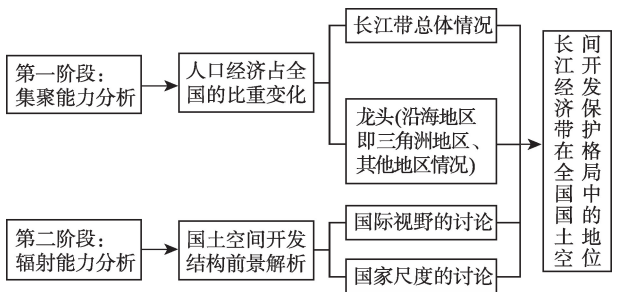 第一阶段：
集聚能力分析
人口经济占全
国的比重变化
长江带总体情况
龙头(沿海地区
即三角洲地区、
其他地区情况)
第二阶段：
辐射能力分析
国土空间开发
结构前景解析
国际视野的讨论
国家尺度的讨论
长江经济带在全国国土空
间开发保护格局中的地位